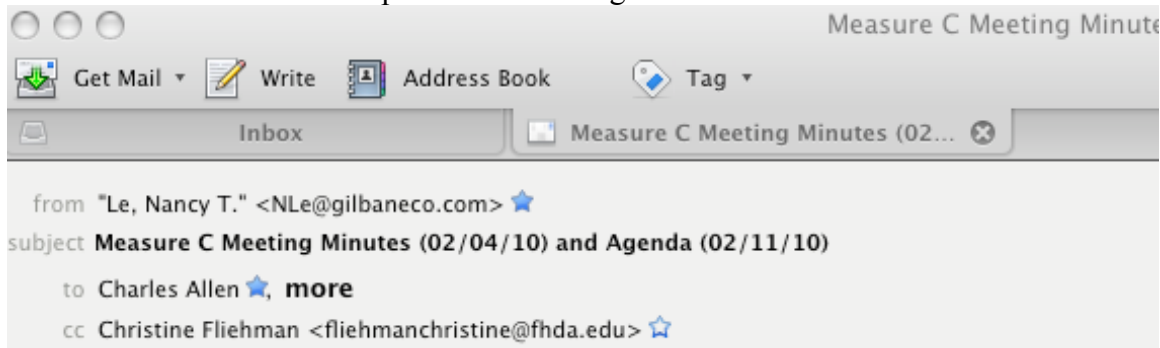 Measure C Meeting Minute
Get Mail Write Address Book Tag
Inbox Measure C Meeting Minutes (02...
from "Le, Nancy T." <NLe@gilbaneco.com>
subject Measure C Meeting Minutes (02/04/10) and Agenda (02/11/10)
to Charles Allen, more
cc Christine Fliehman <fliehmanchristine@fhda.edu>